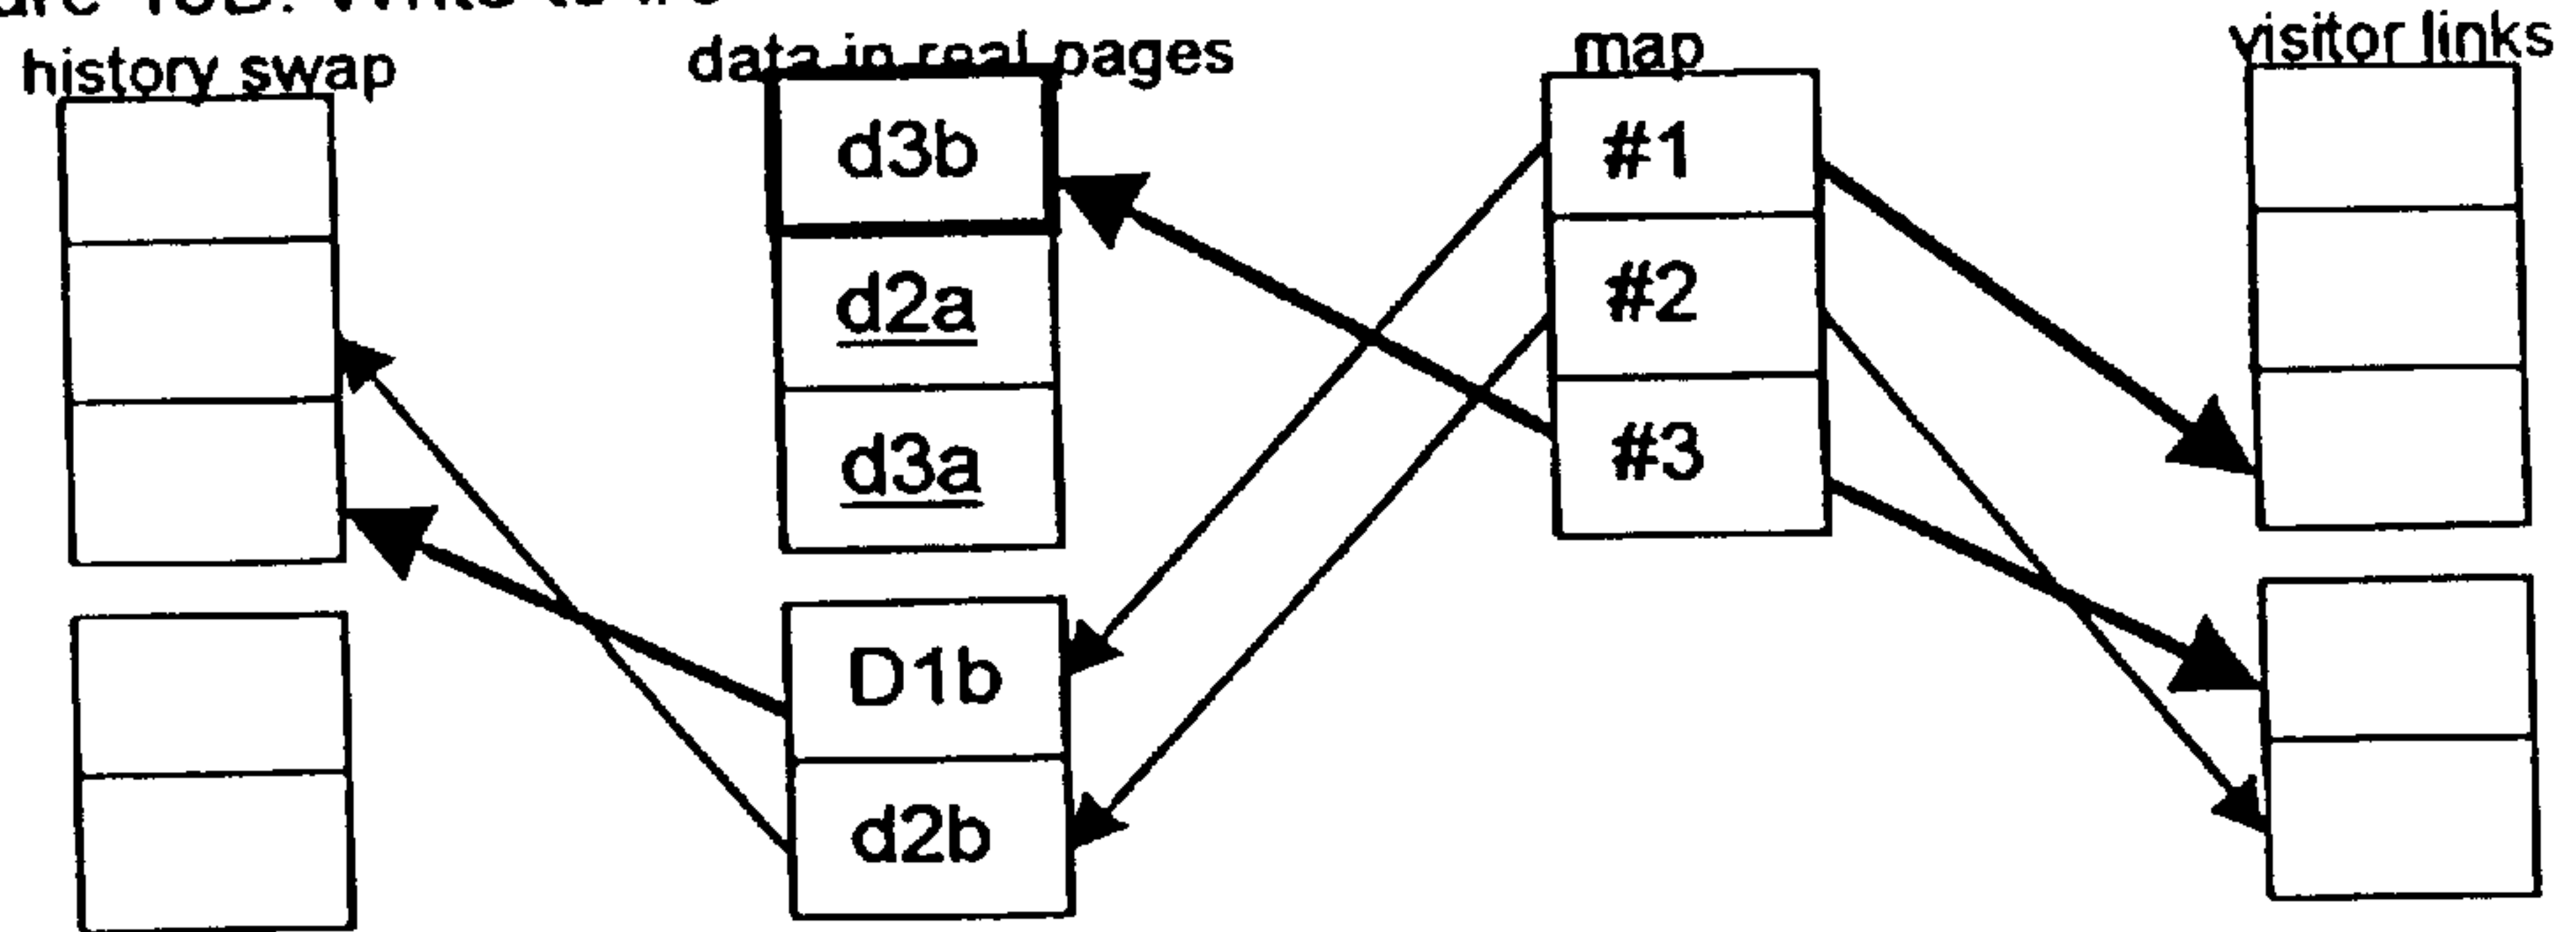 history swap
data in real pages
map
visitor links
d3b
#1
d2a
#2
d3a
#3
D1b
d2b